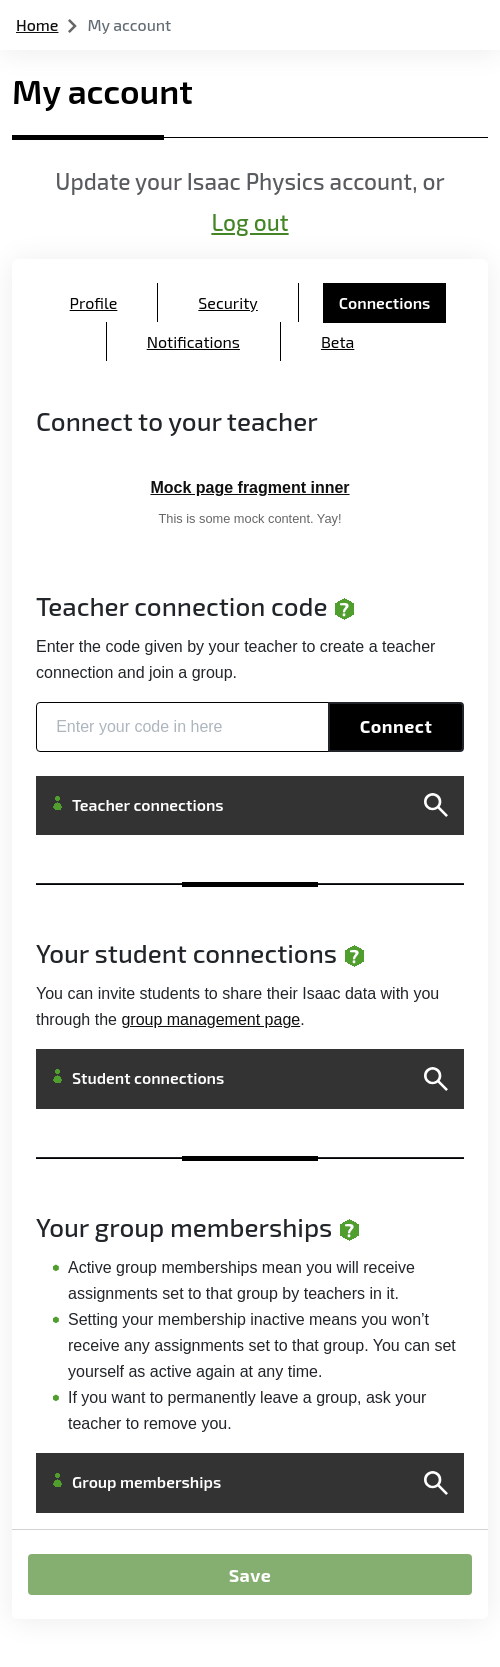 Home > My account
My account
Update your Isaac Physics account, or
Log out
Profile
Security
Connections
Notifications
Beta
Connect to your teacher
Mock page fragment inner
This is some mock content. Yay!
Teacher connection code ?
Enter the code given by your teacher to create a teacher
connection and join a group.
Enter your code in here
Connect
Teacher connections
Your student connections ?
You can invite students to share their Isaac data with you
through the group management page.
Student connections
Your group memberships ?
Active group memberships mean you will receive
assignments set to that group by teachers in it.
Setting your membership inactive means you won't
receive any assignments set to that group. You can set
yourself as active again at any time.
If you want to permanently leave a group, ask your
teacher to remove you.
Group memberships
Save